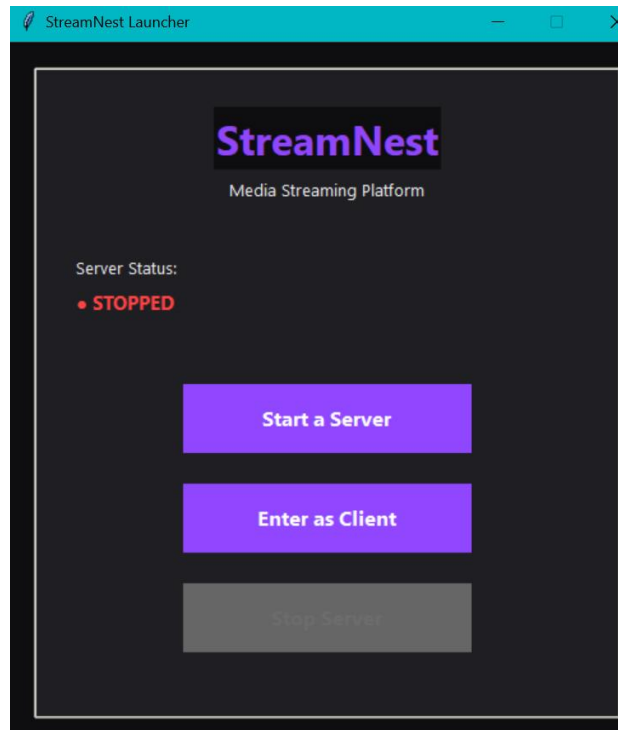 StreamNest Launcher
StreamNest
Media Streaming Platform
Server Status:
● STOPPED
Start a Server
Enter as Client
Stop Server